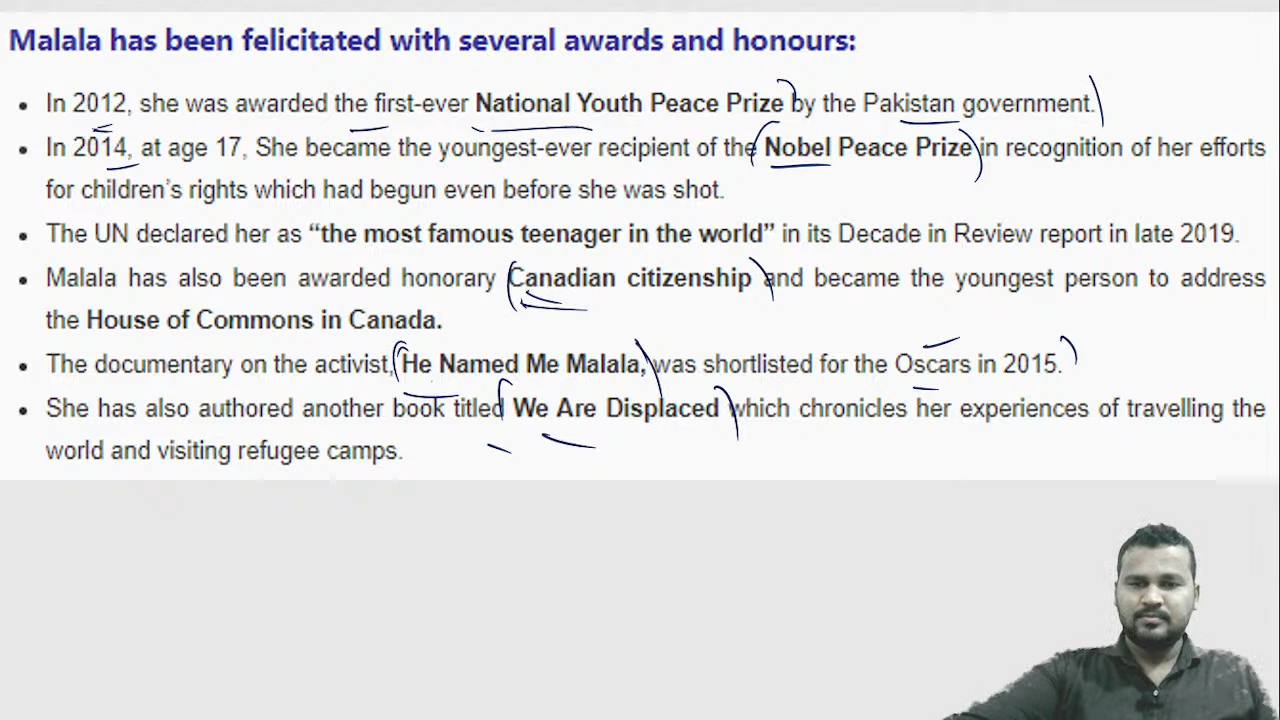 Malala has been felicitated with several awards and honours:
• In 2012, she was awarded the first-ever National Youth Peace Prize by the Pakistan government.
• In 2014, at age 17, She became the youngest-ever recipient of the Nobel Peace Prize in recognition of her efforts
for children's rights which had begun even before she was shot.
• The UN declared her as “the most famous teenager in the world” in its Decade in Review report in late 2019.
• Malala has also been awarded honorary Canadian citizenship and became the youngest person to address
the House of Commons in Canada.
• The documentary on the activist, He Named Me Malala, was shortlisted for the Oscars in 2015.
• She has also authored another book titled We Are Displaced which chronicles her experiences of travelling the
world and visiting refugee camps.